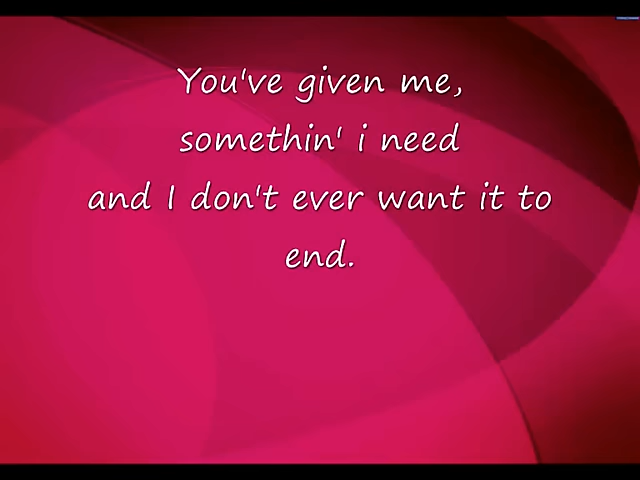 You've given me,
somethin' i need
and I don't ever want it to
end.